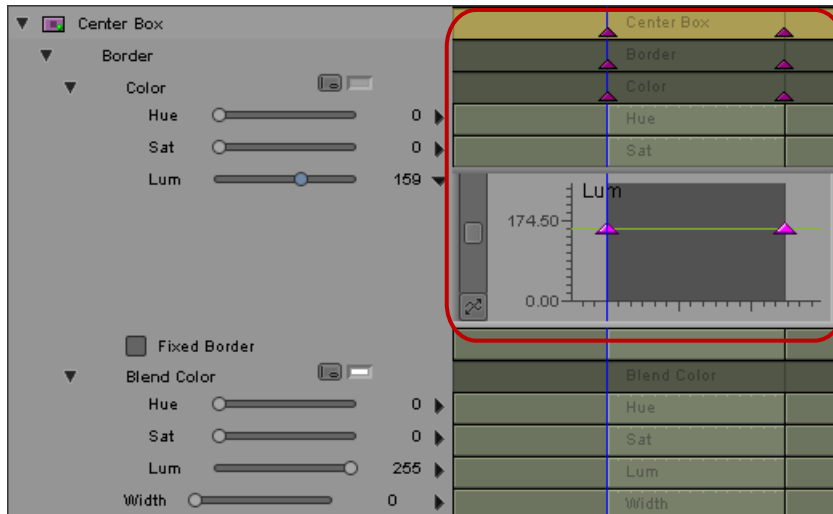 Center Box Center Box
Border Border
Color Color
Hue 0 Hue
Sat 0 Sat
Lum 159 Lum
174.50
0.00
Fixed Border
Blend Color Blend Color
Hue 0 Hue
Sat 0 Sat
Lum 255 Lum
Width 0 Width